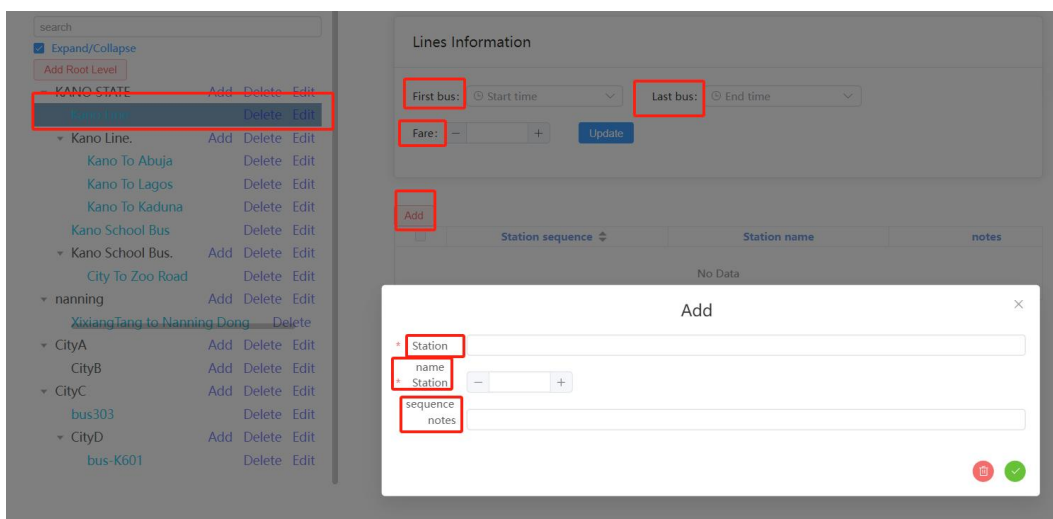 search
Expand/Collapse
Add Root Level
KANO STATE Add Delete Edit
Delete Edit
Kano Line. Add Delete Edit
Kano To Abuja Delete Edit
Kano To Lagos Delete Edit
Kano To Kaduna Delete Edit
Kano School Bus Delete Edit
Kano School Bus. Add Delete Edit
City To Zoo Road Delete Edit
nanning Add Delete Edit
XixiangTang to Nanning Dong Delete
CityA Add Delete Edit
CityB Add Delete Edit
CityC Add Delete Edit
bus303 Delete Edit
CityD Add Delete Edit
bus-K601 Delete Edit
Lines Information
First bus: Start time Last bus: End time
Fare: − + Update
Add
Station sequence Station name notes
No Data
Add
* Station
name
* Station − +
sequence
notes